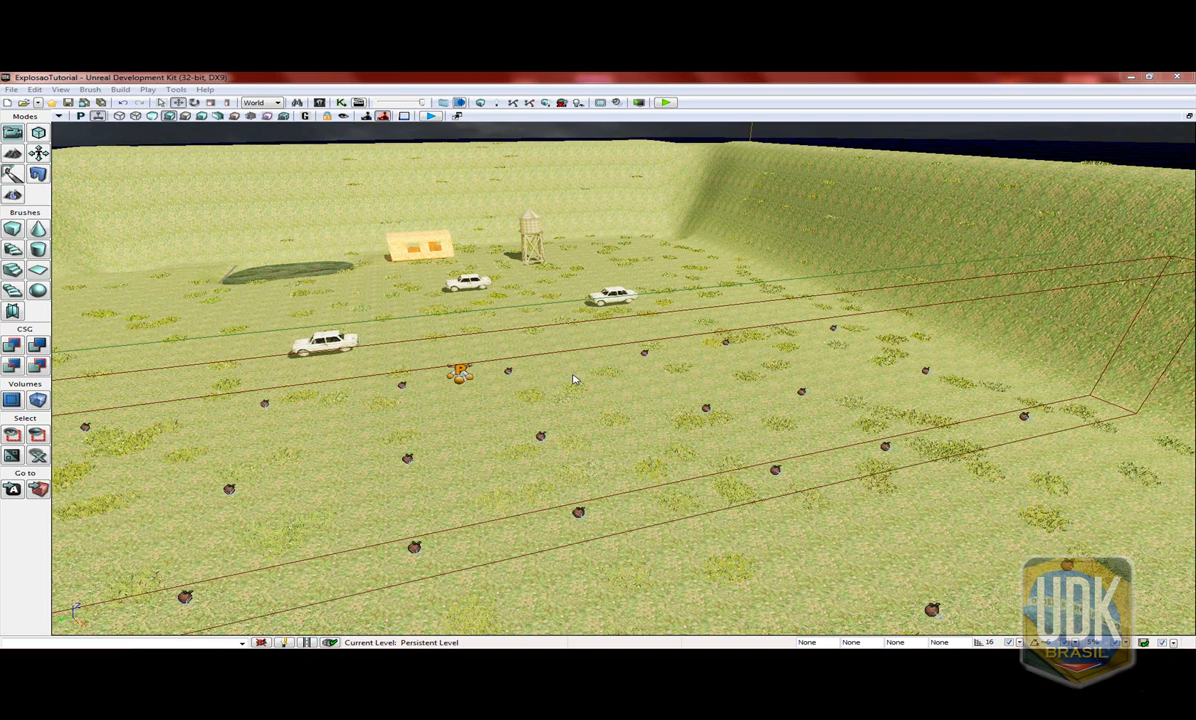 ExplosaoTutorial - Unreal Development Kit (32-bit, DX9)
File Edit View Brush Build Play Tools Help
World
Modes
P
G
Brushes
CSG
Volumes
Select
Go to
P
Current Level: Persistent Level
None None None None 16
UDK
BRASIL